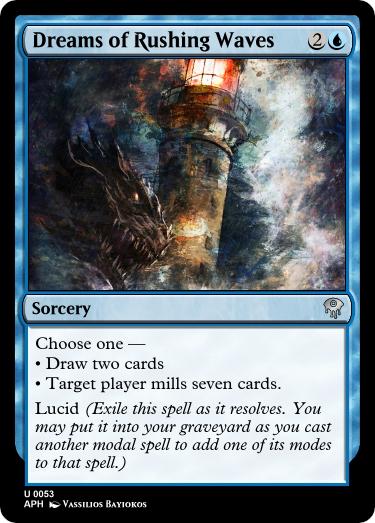 Dreams of Rushing Waves 2
Sorcery
Choose one —
• Draw two cards
• Target player mills seven cards.
Lucid (Exile this spell as it resolves. You
may put it into your graveyard as you cast
another modal spell to add one of its modes
to that spell.)
U 0053
APH VASSILIOS BAYIOKOS